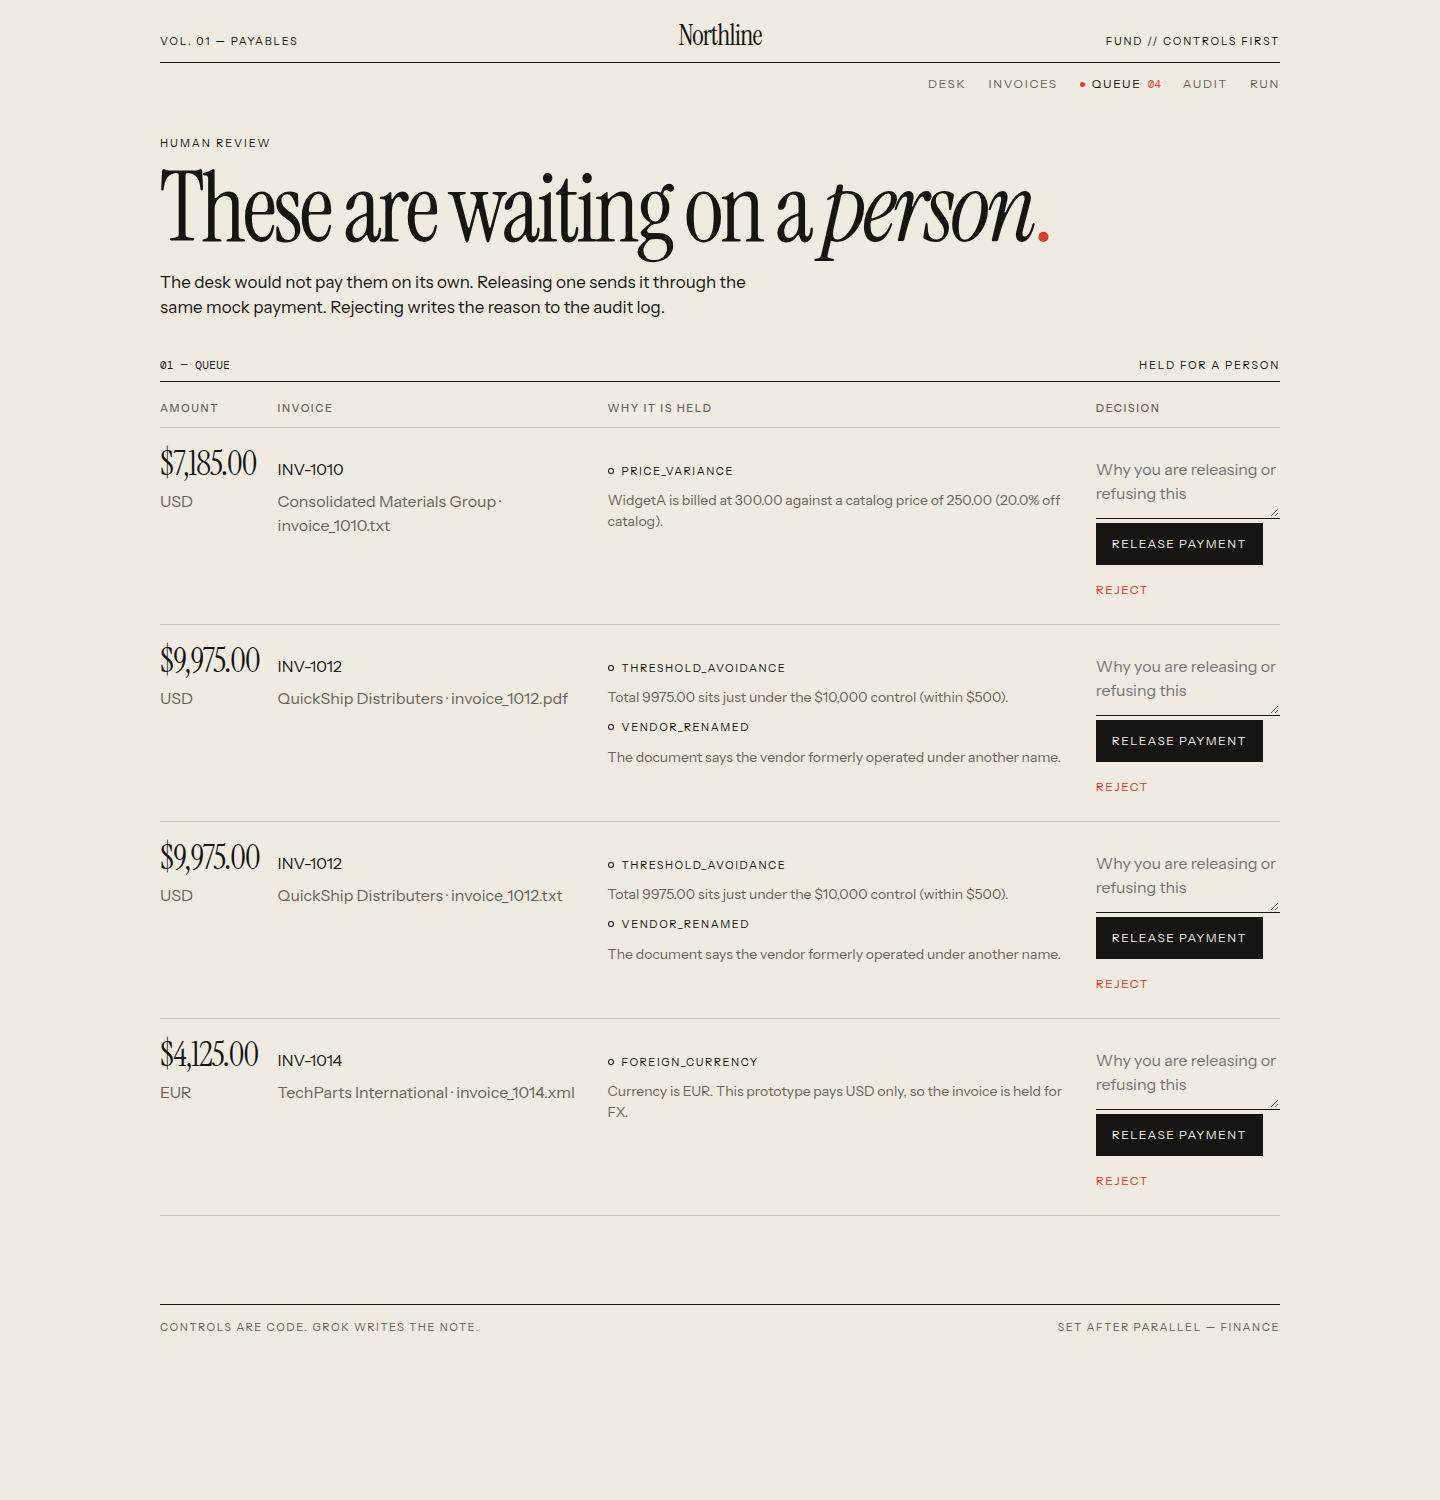 VOL. 01 — PAYABLES
Northline
FUND // CONTROLS FIRST
DESK INVOICES QUEUE 04 AUDIT RUN
HUMAN REVIEW
These are waiting on a person.
The desk would not pay them on its own. Releasing one sends it through the
same mock payment. Rejecting writes the reason to the audit log.
01 — QUEUE
HELD FOR A PERSON
AMOUNT INVOICE WHY IT IS HELD DECISION
$7,185.00
USD
INV-1010
Consolidated Materials Group ·
invoice_1010.txt
PRICE_VARIANCE
WidgetA is billed at 300.00 against a catalog price of 250.00 (20.0% off
catalog).
Why you are releasing or
refusing this
RELEASE PAYMENT
REJECT
$9,975.00
USD
INV-1012
QuickShip Distributers · invoice_1012.pdf
THRESHOLD_AVOIDANCE
Total 9975.00 sits just under the $10,000 control (within $500).
VENDOR_RENAMED
The document says the vendor formerly operated under another name.
Why you are releasing or
refusing this
RELEASE PAYMENT
REJECT
$9,975.00
USD
INV-1012
QuickShip Distributers · invoice_1012.txt
THRESHOLD_AVOIDANCE
Total 9975.00 sits just under the $10,000 control (within $500).
VENDOR_RENAMED
The document says the vendor formerly operated under another name.
Why you are releasing or
refusing this
RELEASE PAYMENT
REJECT
$4,125.00
EUR
INV-1014
TechParts International · invoice_1014.xml
FOREIGN_CURRENCY
Currency is EUR. This prototype pays USD only, so the invoice is held for
FX.
Why you are releasing or
refusing this
RELEASE PAYMENT
REJECT
CONTROLS ARE CODE. GROK WRITES THE NOTE.
SET AFTER PARALLEL — FINANCE